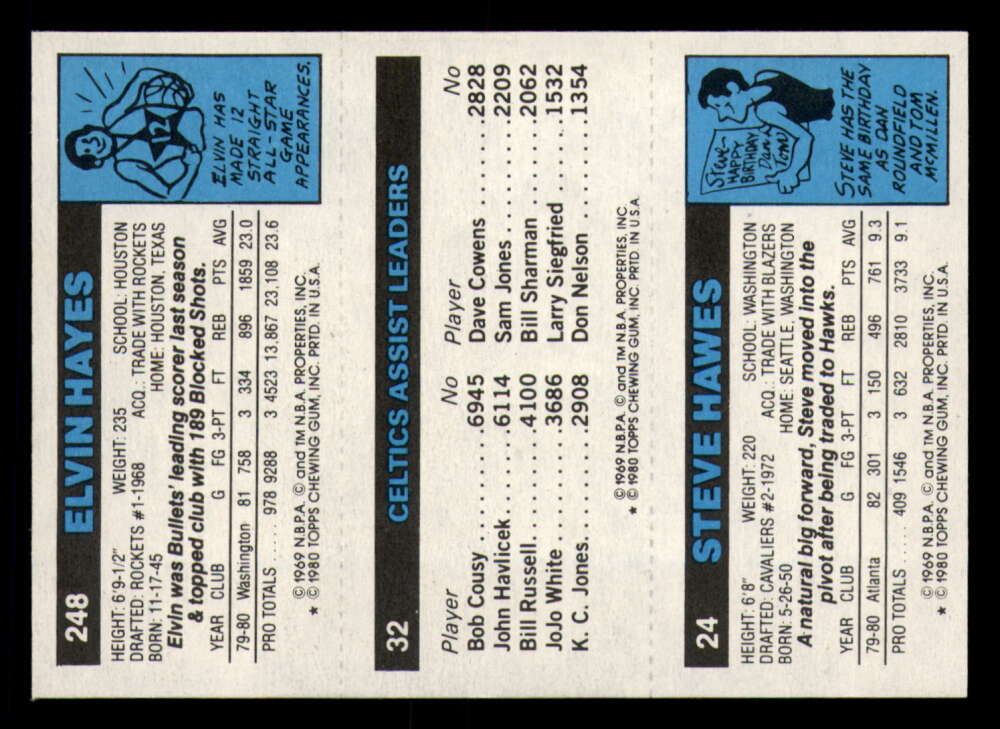 248 ELVIN HAYES
HEIGHT: 6'9-1/2" WEIGHT: 235 SCHOOL: HOUSTON
DRAFTED: ROCKETS #1-1968 ACQ.: TRADE WITH ROCKETS
BORN: 11-17-45 HOME: HOUSTON, TEXAS
Elvin was Bullets' leading scorer last season
& topped club with 189 Blocked Shots.
YEAR CLUB G FG 3-PT FT REB PTS AVG
79-80 Washington 81 758 3 334 896 1859 23.0
PRO TOTALS ..... 978 9288 3 4523 13,867 23,108 23.6
© 1969 N.B.P.A. © and TM N.B.A. PROPERTIES, INC.
★ © 1980 TOPPS CHEWING GUM, INC. PRTD. IN U.S.A.
12
ELVIN HAS
MADE 12
STRAIGHT
ALL-STAR
GAME
APPEARANCES.
32 CELTICS ASSIST LEADERS
Player No Player No
Bob Cousy ....... 6945 Dave Cowens ...... 2828
John Havlicek .... 6114 Sam Jones ....... 2209
Bill Russell....... 4100 Bill Sharman ...... 2062
JoJo White ....... 3686 Larry Siegfried .... 1532
K. C. Jones....... 2908 Don Nelson ...... 1354
© 1969 N.B.P.A. © and TM N.B.A. PROPERTIES, INC.
★ © 1980 TOPPS CHEWING GUM, INC. PRTD IN U.S.A.
24 STEVE HAWES
HEIGHT: 6'8" WEIGHT: 220 SCHOOL: WASHINGTON
DRAFTED: CAVALIERS #2-1972 ACQ.: TRADE WITH BLAZERS
BORN: 5-26-50 HOME: SEATTLE, WASHINGTON
A natural big forward, Steve moved into the
pivot after being traded to Hawks.
YEAR CLUB G FG 3-PT FT REB PTS AVG
79-80 Atlanta 82 301 3 150 496 761 9.3
PRO TOTALS ..... 409 1546 3 632 2810 3733 9.1
© 1969 N.B.P.A. © and TM N.B.A. PROPERTIES, INC.
★ © 1980 TOPPS CHEWING GUM, INC. PRTD. IN U.S.A.
Steve-
HAPPY
BIRTHDAY
Dan &
Tom
STEVE HAS THE
SAME BIRTHDAY
AS DAN
ROUNDFIELD
AND TOM
McMILLEN.